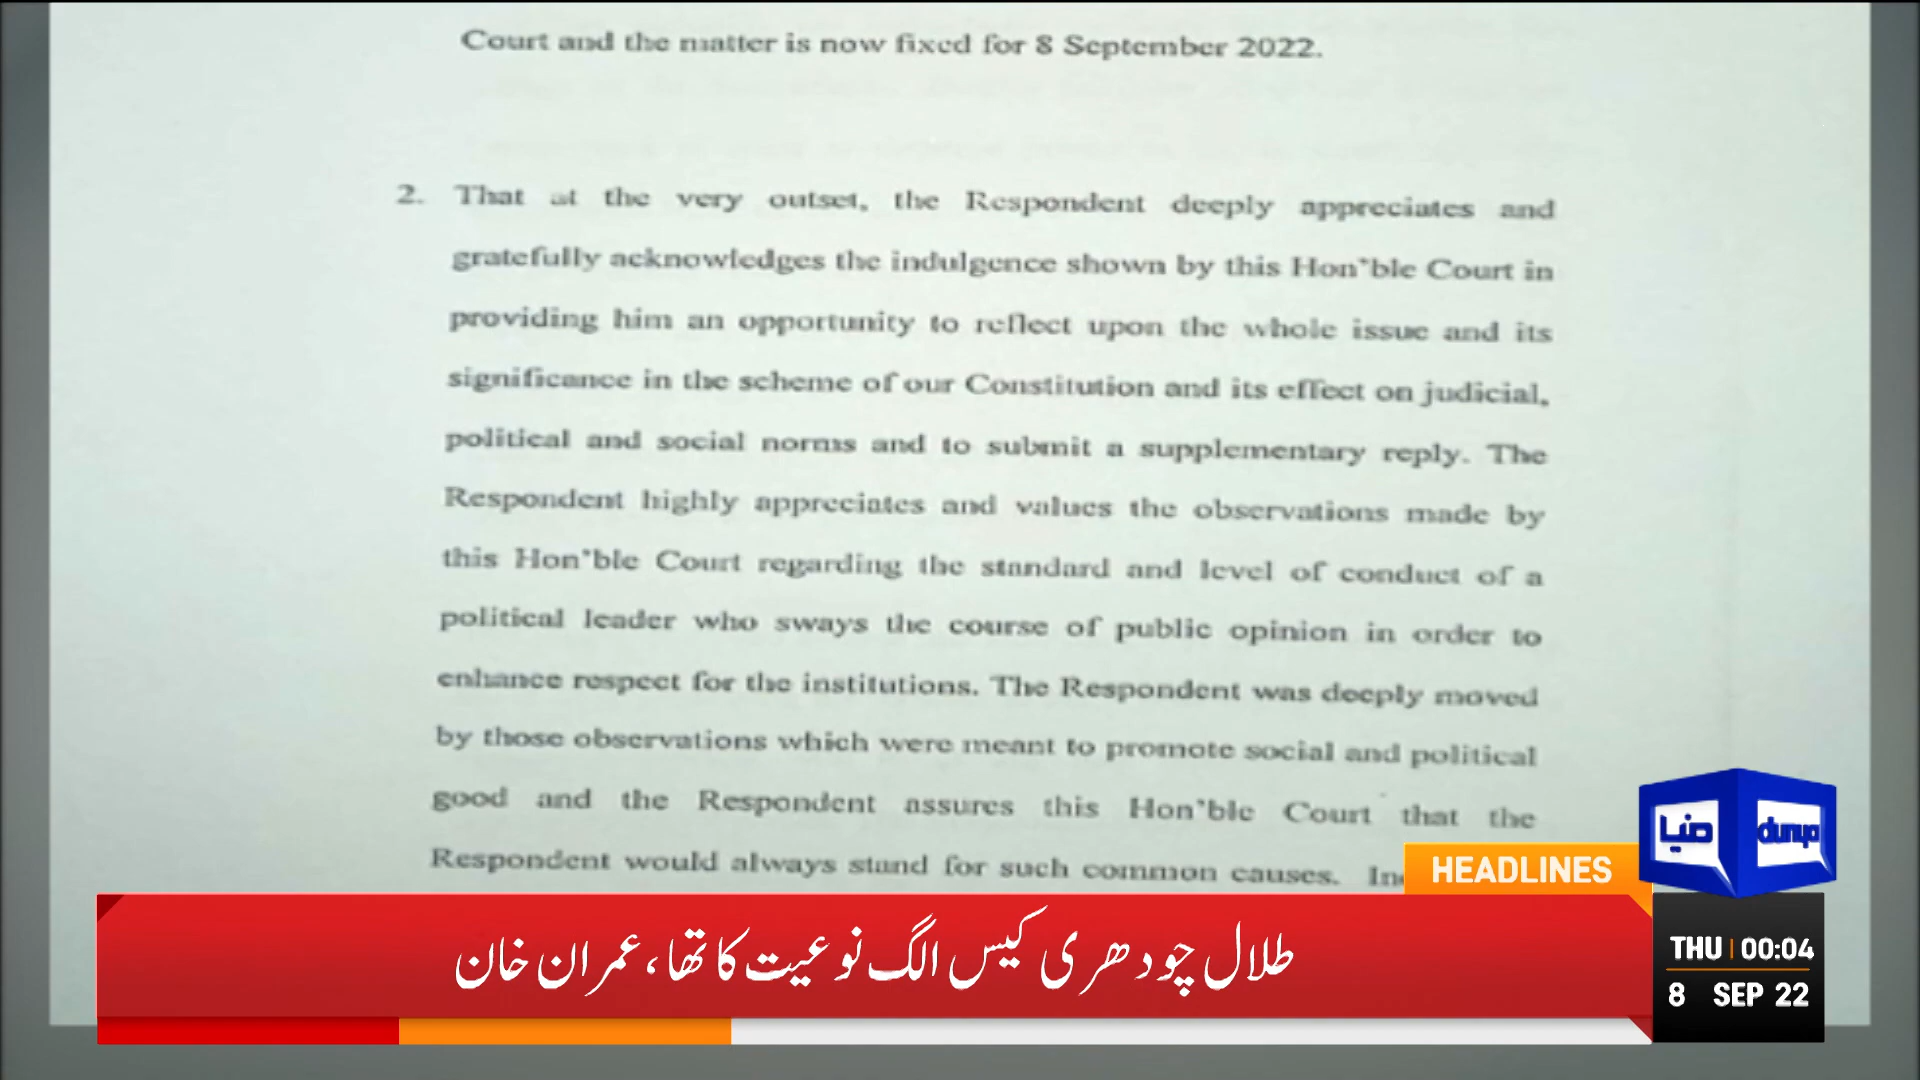 Court and the matter is now fixed for 8 September 2022.
2. That at the very outset, the Respondent deeply appreciates and
gratefully acknowledges the indulgence shown by this Hon'ble Court in
providing him an opportunity to reflect upon the whole issue and its
significance in the scheme of our Constitution and its effect on judicial,
political and social norms and to submit a supplementary reply. The
Respondent highly appreciates and values the observations made by
this Hon'ble Court regarding the standard and level of conduct of a
political leader who sways the course of public opinion in order to
enhance respect for the institutions. The Respondent was deeply moved
by those observations which were meant to promote social and political
good and the Respondent assures this Hon'ble Court that the
Respondent would always stand for such common causes.
HEADLINES
دنیا
dunya
طلال چودھری کیس الگ نوعیت کا تھا، عمران خان
THU 00:04
8 SEP 22